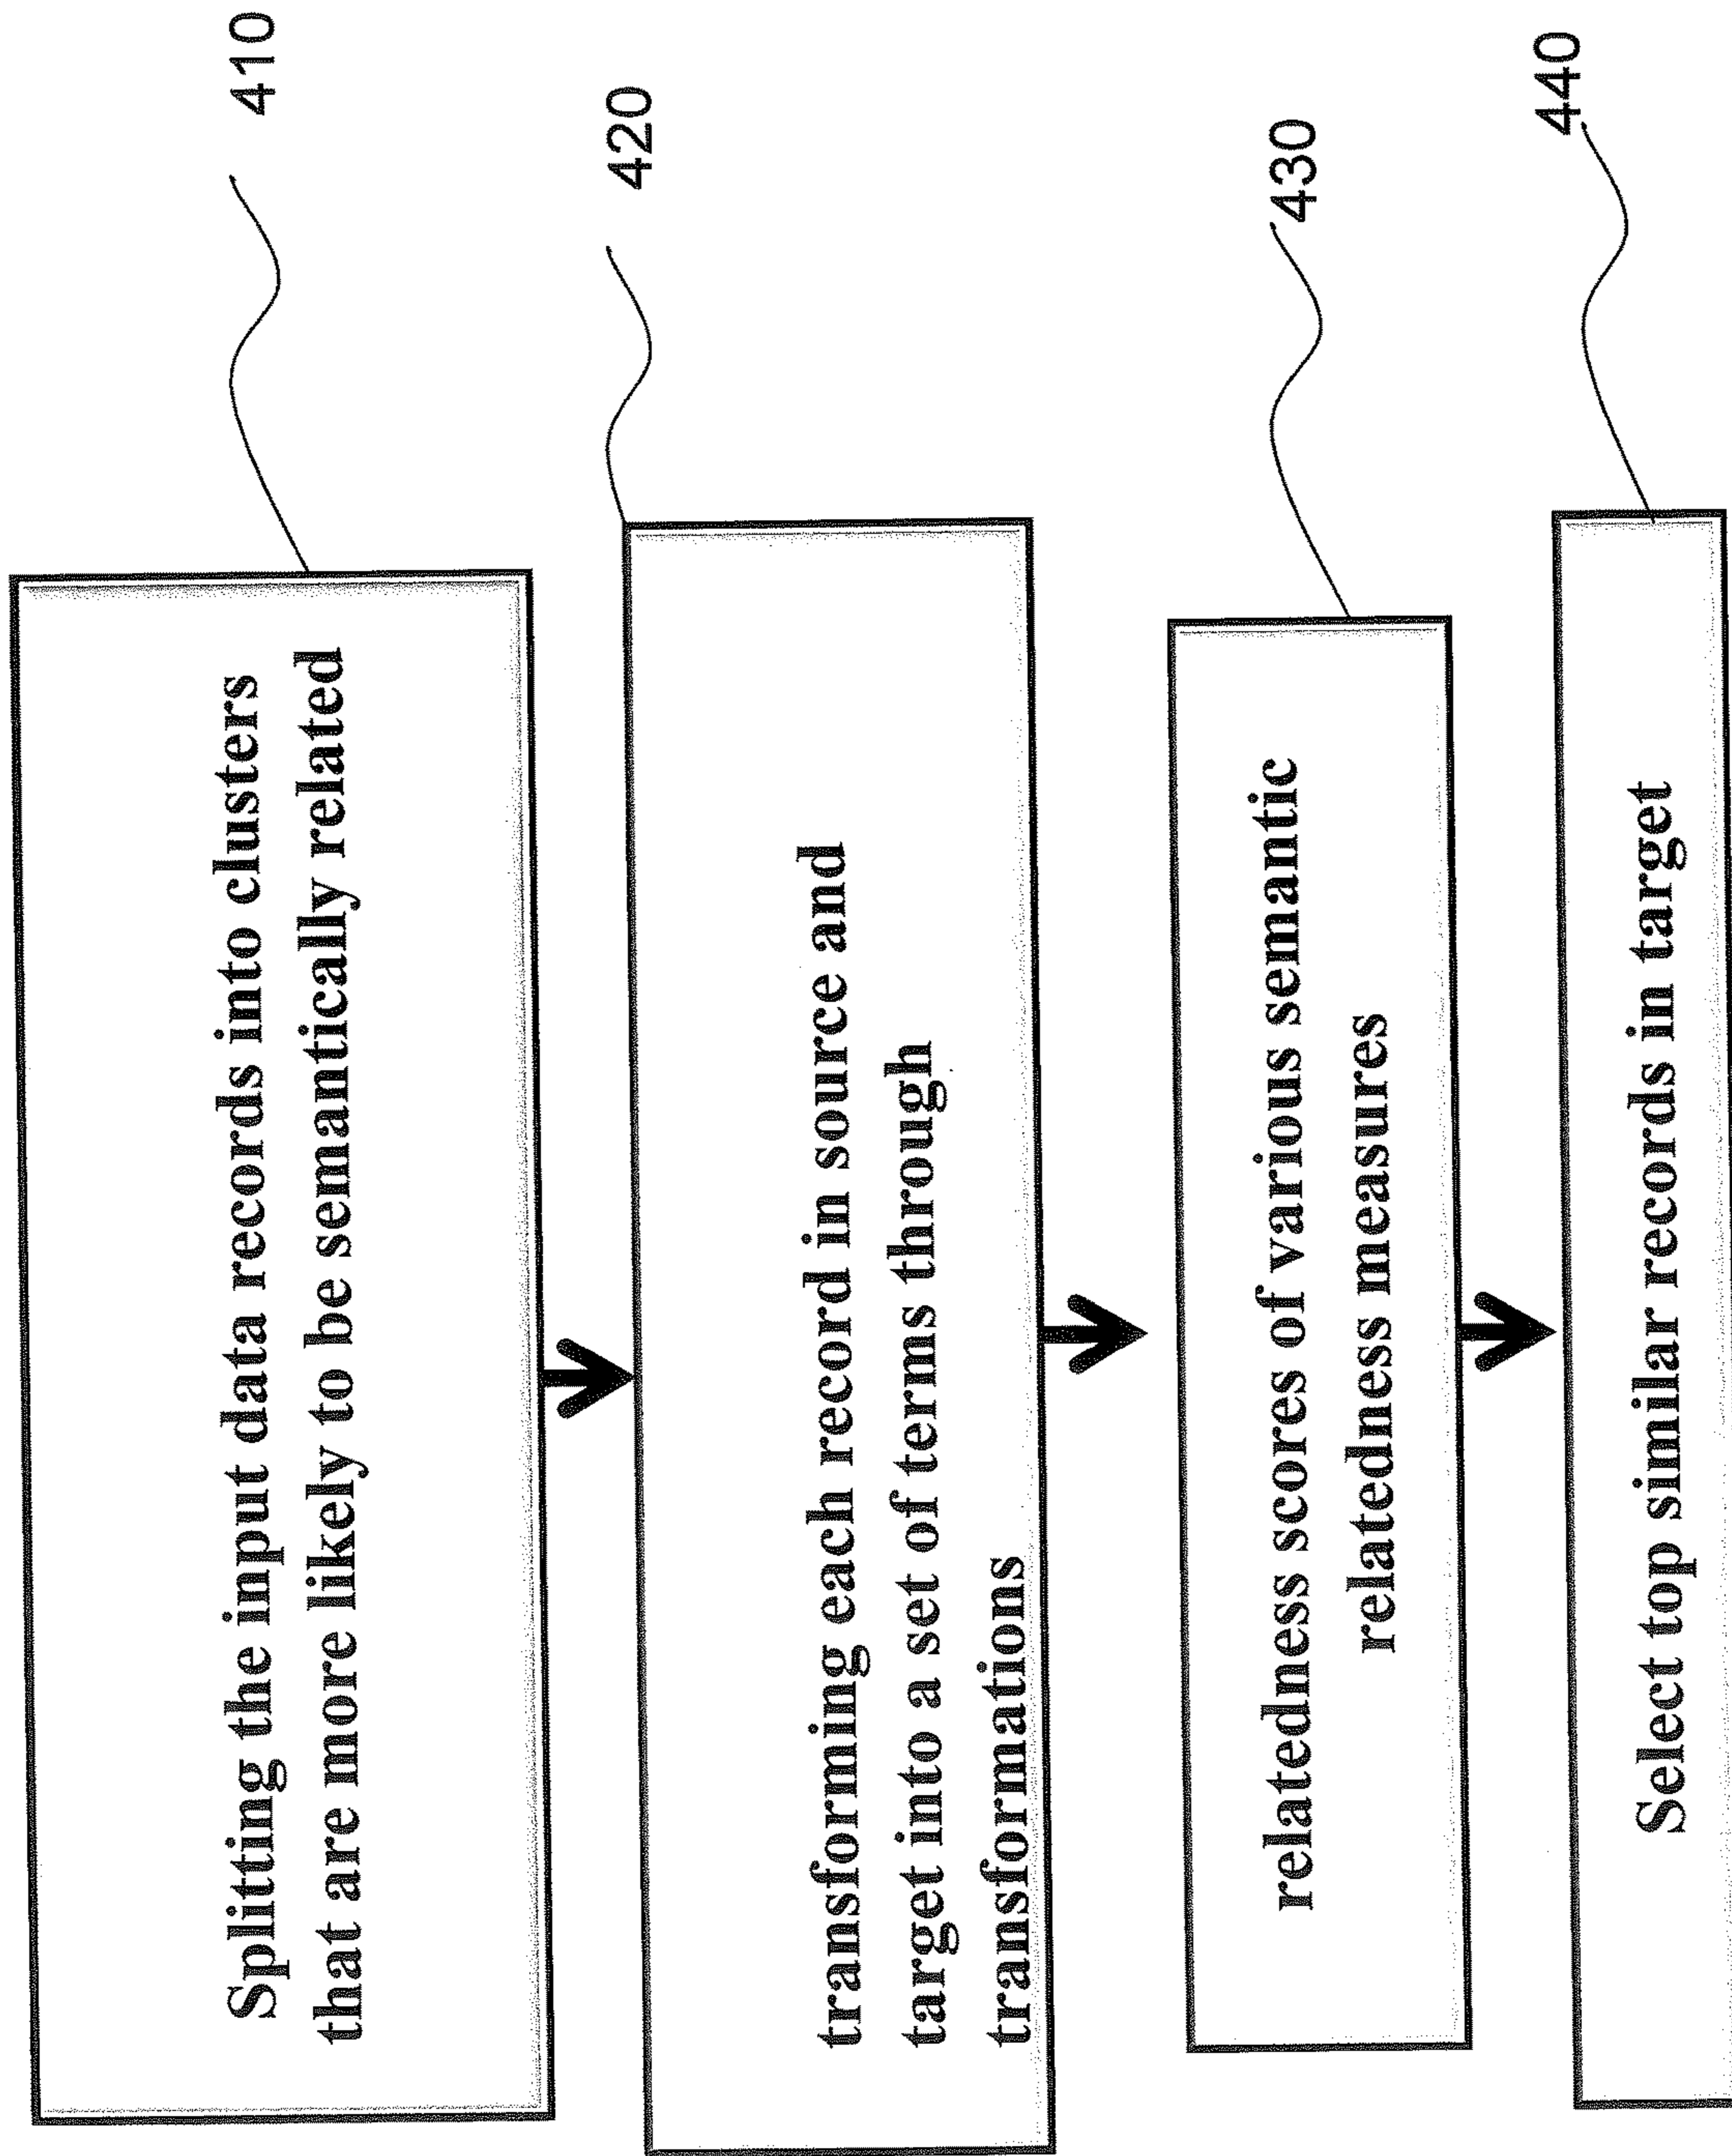 Splitting the input data records into clusters
that are more likely to be semantically related
410
transforming each record in source and
target into a set of terms through
transformations
420
relatedness scores of various semantic
relatedness measures
430
Select top similar records in target
440